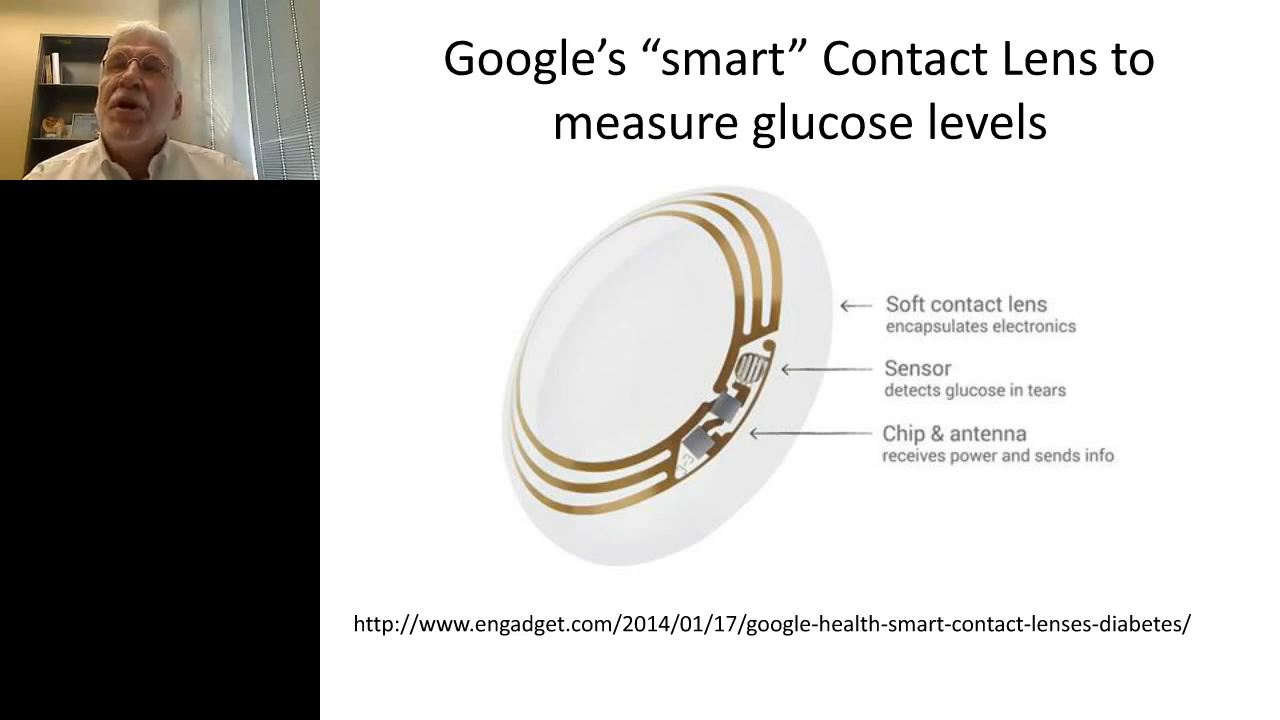 Google’s “smart” Contact Lens to
measure glucose levels
Soft contact lens
encapsulates electronics
Sensor
detects glucose in tears
Chip & antenna
receives power and sends info
http://www.engadget.com/2014/01/17/google-health-smart-contact-lenses-diabetes/